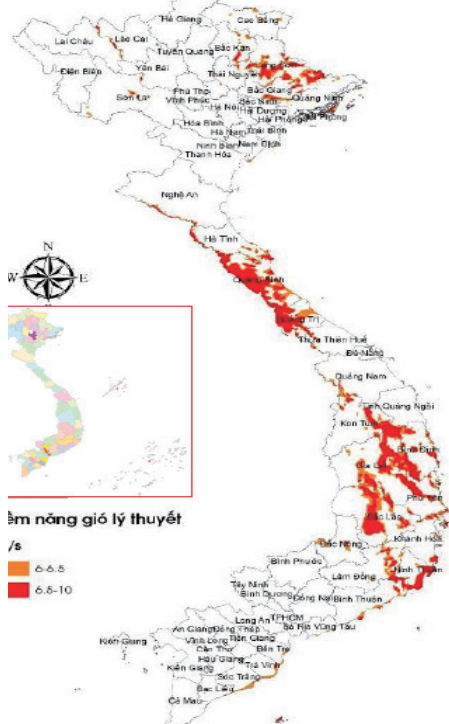 Hà Giang
Cao Bằng
Lai Châu
Lào Cai
Tuyên Quang
Bắc Kạn
Điện Biên
Yên Bái
Thái Nguyên
Phú Thọ
Vĩnh Phúc
Sơn La
Bắc Giang
Quảng Ninh
Hà Nội
Bắc Ninh
Hải Dương
Hải Phòng
Hòa Bình
Hà Nam
Thái Bình
Ninh Bình
Nam Định
Thanh Hóa
Nghệ An
Hà Tĩnh
N
W
E
Quảng Bình
Quảng Trị
Thừa Thiên Huế
Đà Nẵng
Quảng Nam
Tỉnh Quảng Ngãi
Kon Tum
Bình Định
Gia Lai
Phú Yên
Đắc Lắc
Khánh Hòa
ềm năng gió lý thuyết
/s
6-6.5
6.5-10
Đắc Nông
Bình Phước
Ninh Thuận
Lâm Đồng
Tây Ninh
Bình Dương
Đồng Nai
Bình Thuận
TPHCM
Long An
Bà Rịa Vũng Tàu
An Giang
Đồng Tháp
Tiền Giang
Vĩnh Long
Kiên Giang
Bến Tre
Cần Thơ
Trà Vinh
Hậu Giang
Kiên Giang
Sóc Trăng
Bạc Liêu
Cà Mau